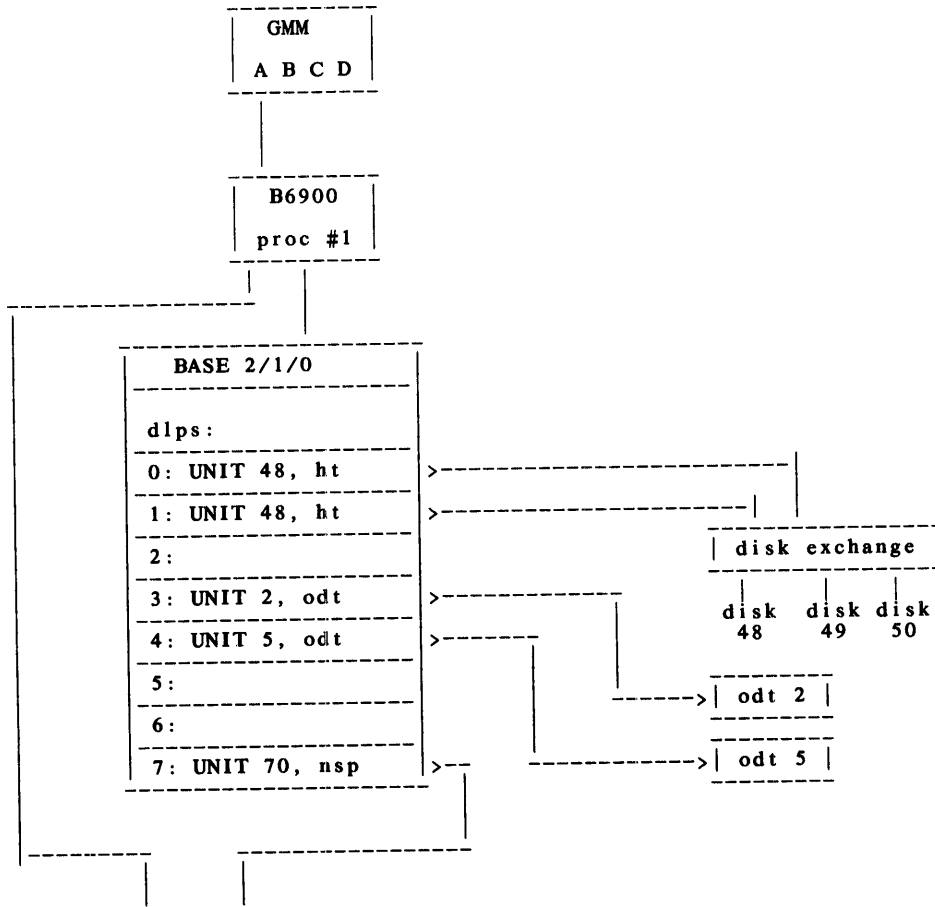 GMM
A B C D
B6900
proc #1
BASE 2/1/0
dlps:
0: UNIT 48, ht
1: UNIT 48, ht
2:
3: UNIT 2, odt
4: UNIT 5, odt
5:
6:
7: UNIT 70, nsp
disk exchange
disk disk disk
48 49 50
odt 2
odt 5